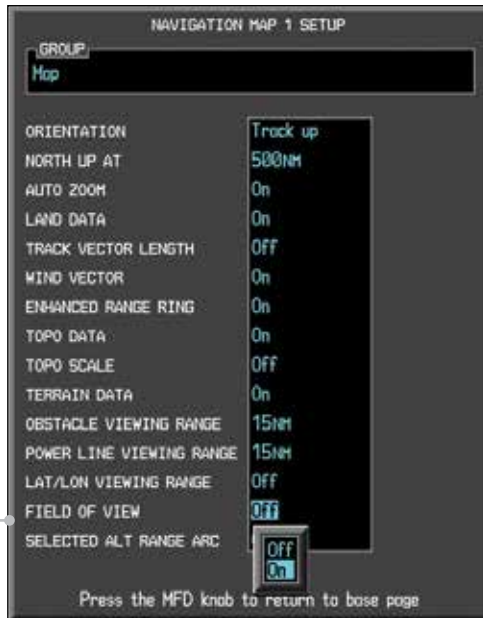 NAVIGATION MAP 1 SETUP
GROUP
Map
ORIENTATION Track up
NORTH UP AT 500NM
AUTO ZOOM On
LAND DATA On
TRACK VECTOR LENGTH Off
WIND VECTOR On
ENHANCED RANGE RING On
TOPO DATA On
TOPO SCALE Off
TERRAIN DATA On
OBSTACLE VIEWING RANGE 15NM
POWER LINE VIEWING RANGE 15NM
LAT/LON VIEWING RANGE Off
FIELD OF VIEW Off
SELECTED ALT RANGE ARC
Off
On
Press the MFD knob to return to base page